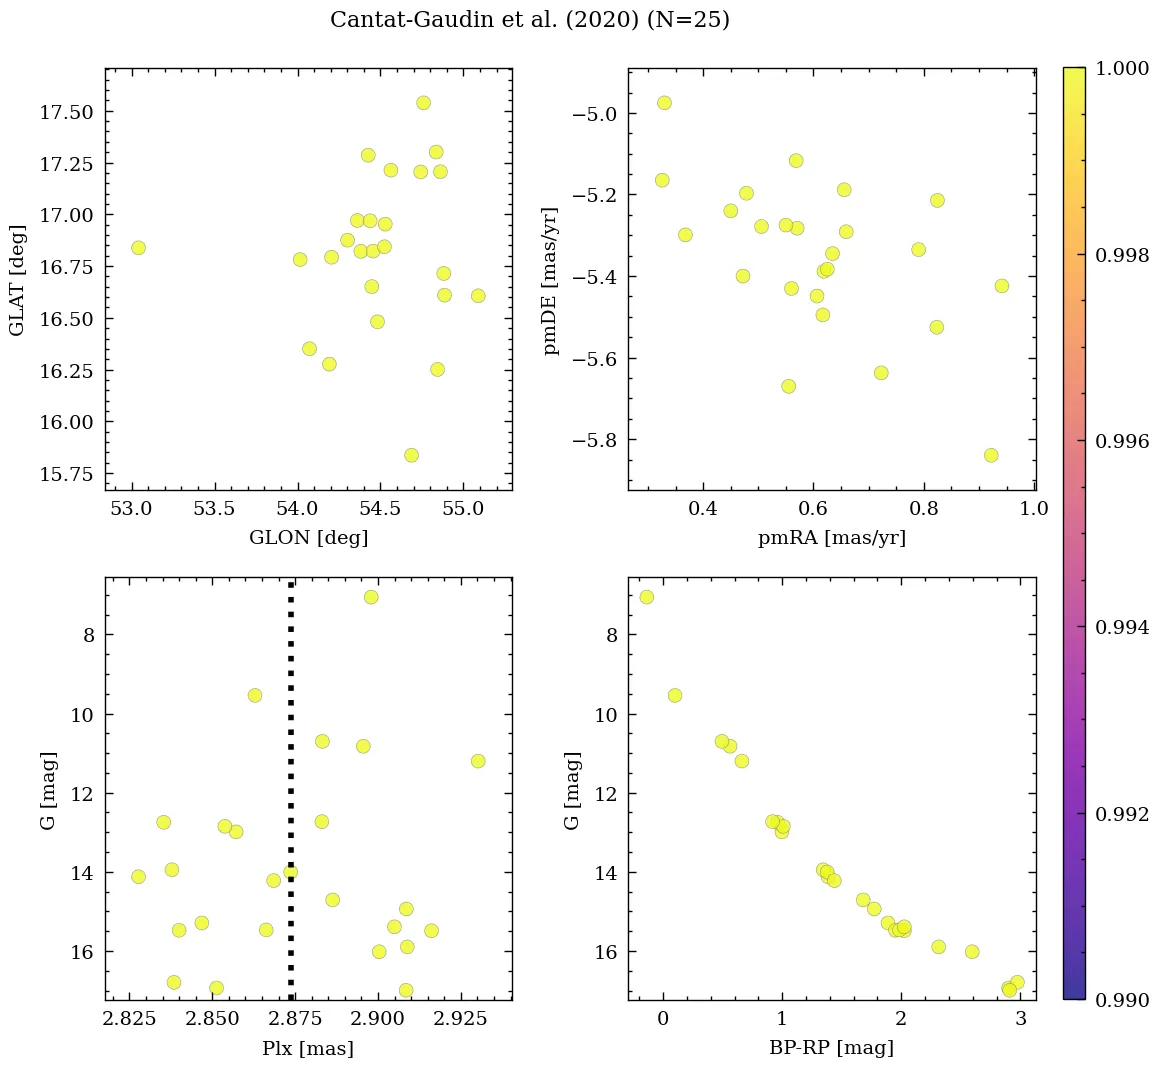 Cantat-Gaudin et al. (2020) (N=25)
GLAT [deg]
17.50
17.25
17.00
16.75
16.50
16.25
16.00
15.75
53.0 53.5 54.0 54.5 55.0
GLON [deg]
pmDE [mas/yr]
−5.0
−5.2
−5.4
−5.6
−5.8
0.4 0.6 0.8 1.0
pmRA [mas/yr]
G [mag]
8
10
12
14
16
2.825 2.850 2.875 2.900 2.925
Plx [mas]
G [mag]
8
10
12
14
16
0 1 2 3
BP-RP [mag]
1.000
0.998
0.996
0.994
0.992
0.990